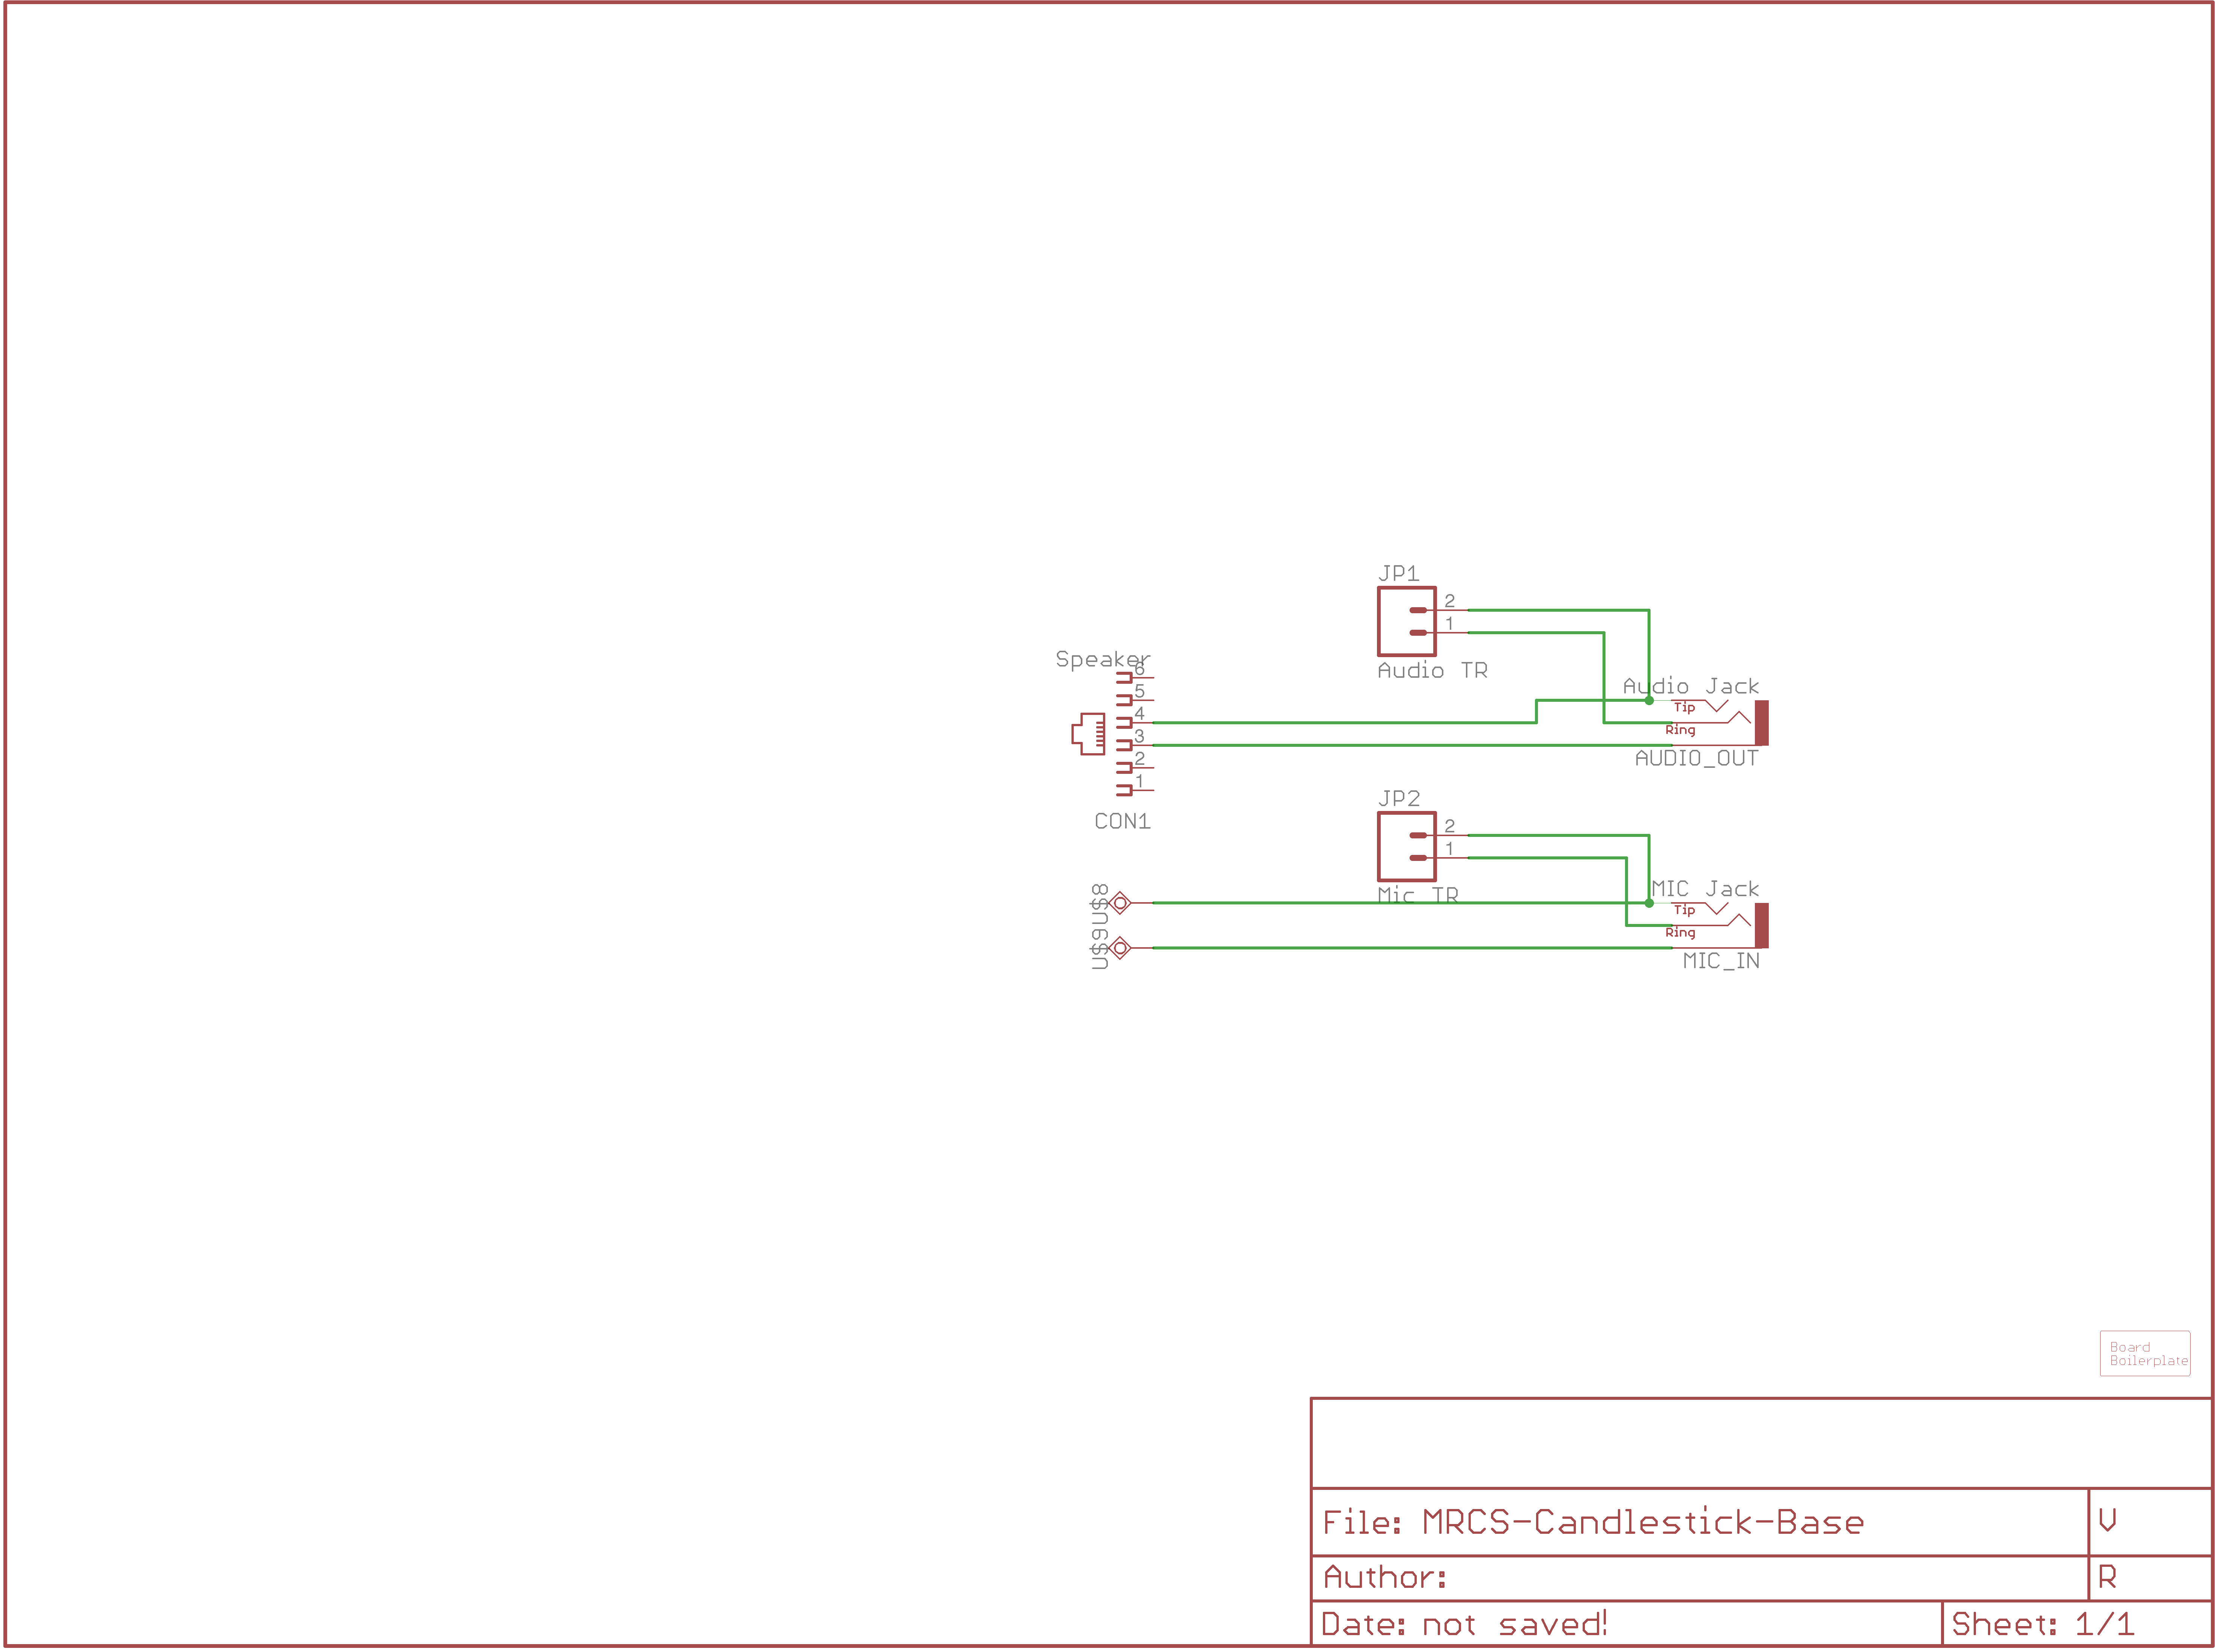 JP1
2
1
Audio TR
Speaker
6
5
4
3
2
1
CON1
Audio Jack
Tip
Ring
AUDIO_OUT
JP2
2
1
Mic TR
U$8
U$9
MIC Jack
Tip
Ring
MIC_IN
Board
Boilerplate
File: MRCS-Candlestick-Base
V
Author:
R
Date: not saved!
Sheet: 1/1